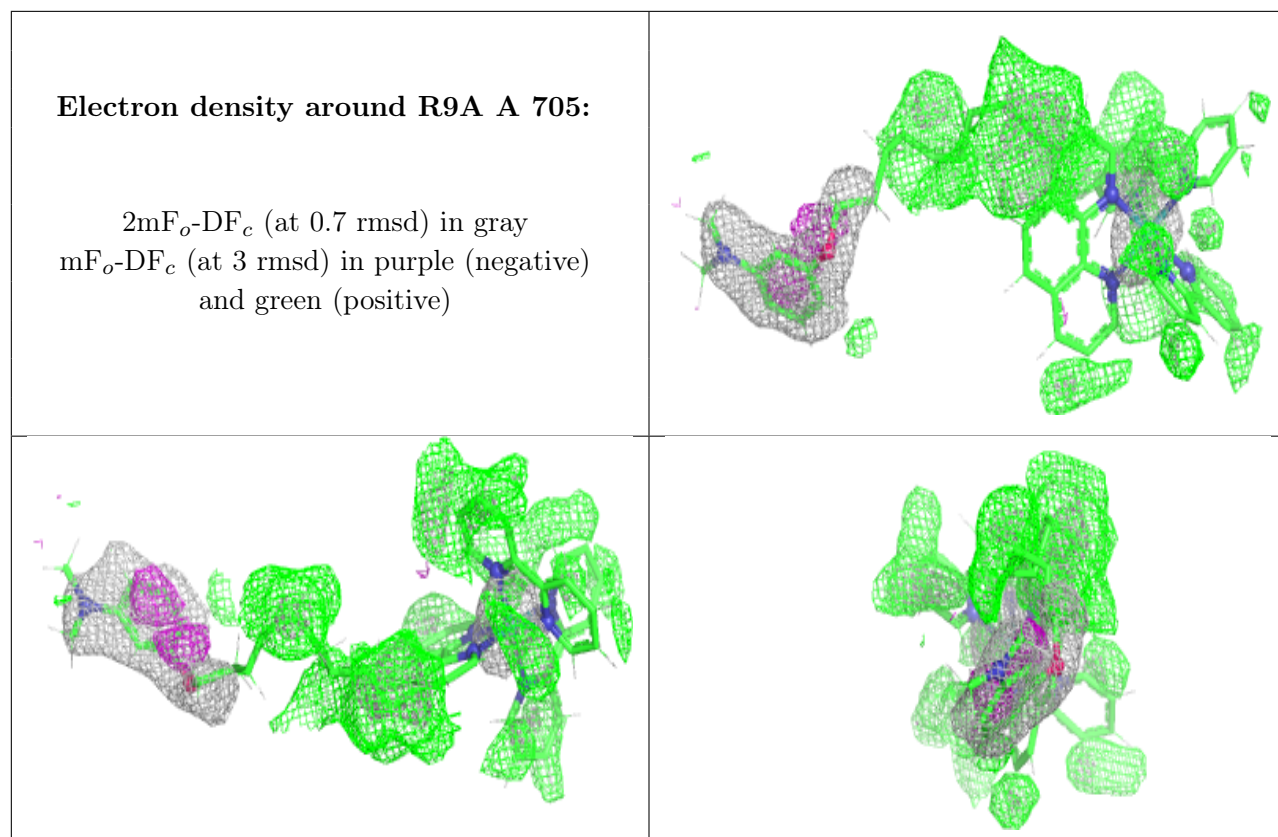 Electron density around R9A A 705:
2mFo-DFc (at 0.7 rmsd) in gray
mFo-DFc (at 3 rmsd) in purple (negative)
and green (positive)